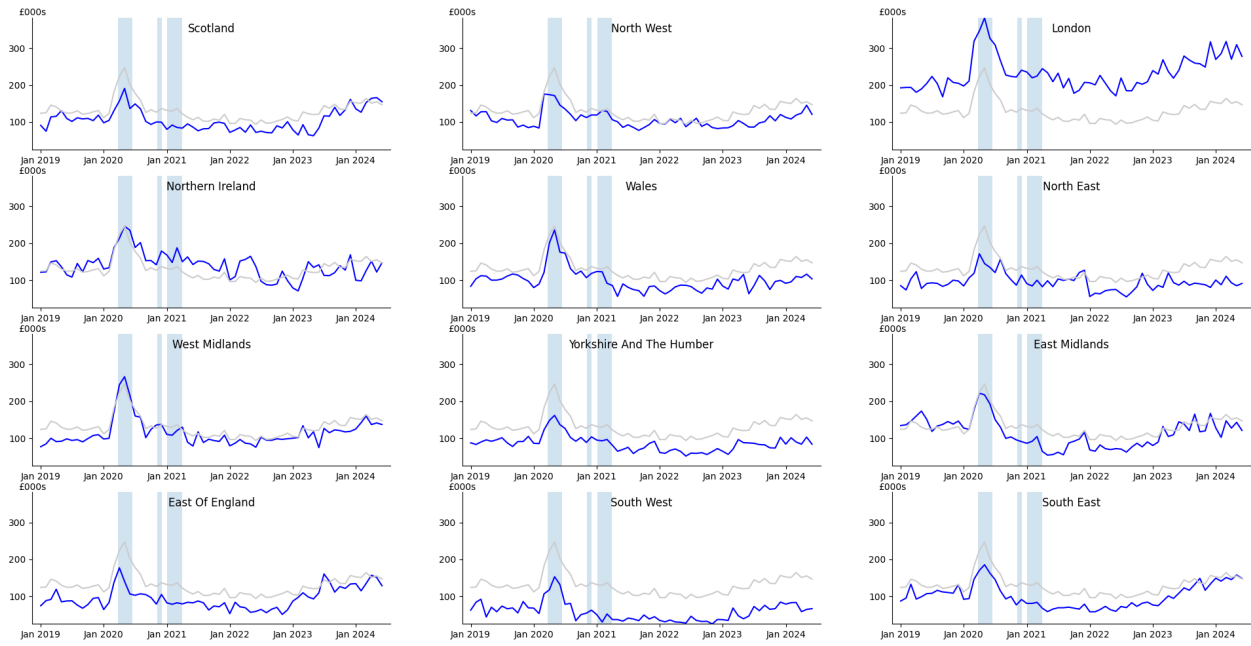 £000s
Scotland
300
200
100
Jan 2019 Jan 2020 Jan 2021 Jan 2022 Jan 2023 Jan 2024
£000s
North West
300
200
100
Jan 2019 Jan 2020 Jan 2021 Jan 2022 Jan 2023 Jan 2024
£000s
London
300
200
100
Jan 2019 Jan 2020 Jan 2021 Jan 2022 Jan 2023 Jan 2024
£000s
Northern Ireland
300
200
100
Jan 2019 Jan 2020 Jan 2021 Jan 2022 Jan 2023 Jan 2024
£000s
Wales
300
200
100
Jan 2019 Jan 2020 Jan 2021 Jan 2022 Jan 2023 Jan 2024
£000s
North East
300
200
100
Jan 2019 Jan 2020 Jan 2021 Jan 2022 Jan 2023 Jan 2024
£000s
West Midlands
300
200
100
Jan 2019 Jan 2020 Jan 2021 Jan 2022 Jan 2023 Jan 2024
£000s
Yorkshire And The Humber
300
200
100
Jan 2019 Jan 2020 Jan 2021 Jan 2022 Jan 2023 Jan 2024
£000s
East Midlands
300
200
100
Jan 2019 Jan 2020 Jan 2021 Jan 2022 Jan 2023 Jan 2024
£000s
East Of England
300
200
100
Jan 2019 Jan 2020 Jan 2021 Jan 2022 Jan 2023 Jan 2024
£000s
South West
300
200
100
Jan 2019 Jan 2020 Jan 2021 Jan 2022 Jan 2023 Jan 2024
£000s
South East
300
200
100
Jan 2019 Jan 2020 Jan 2021 Jan 2022 Jan 2023 Jan 2024